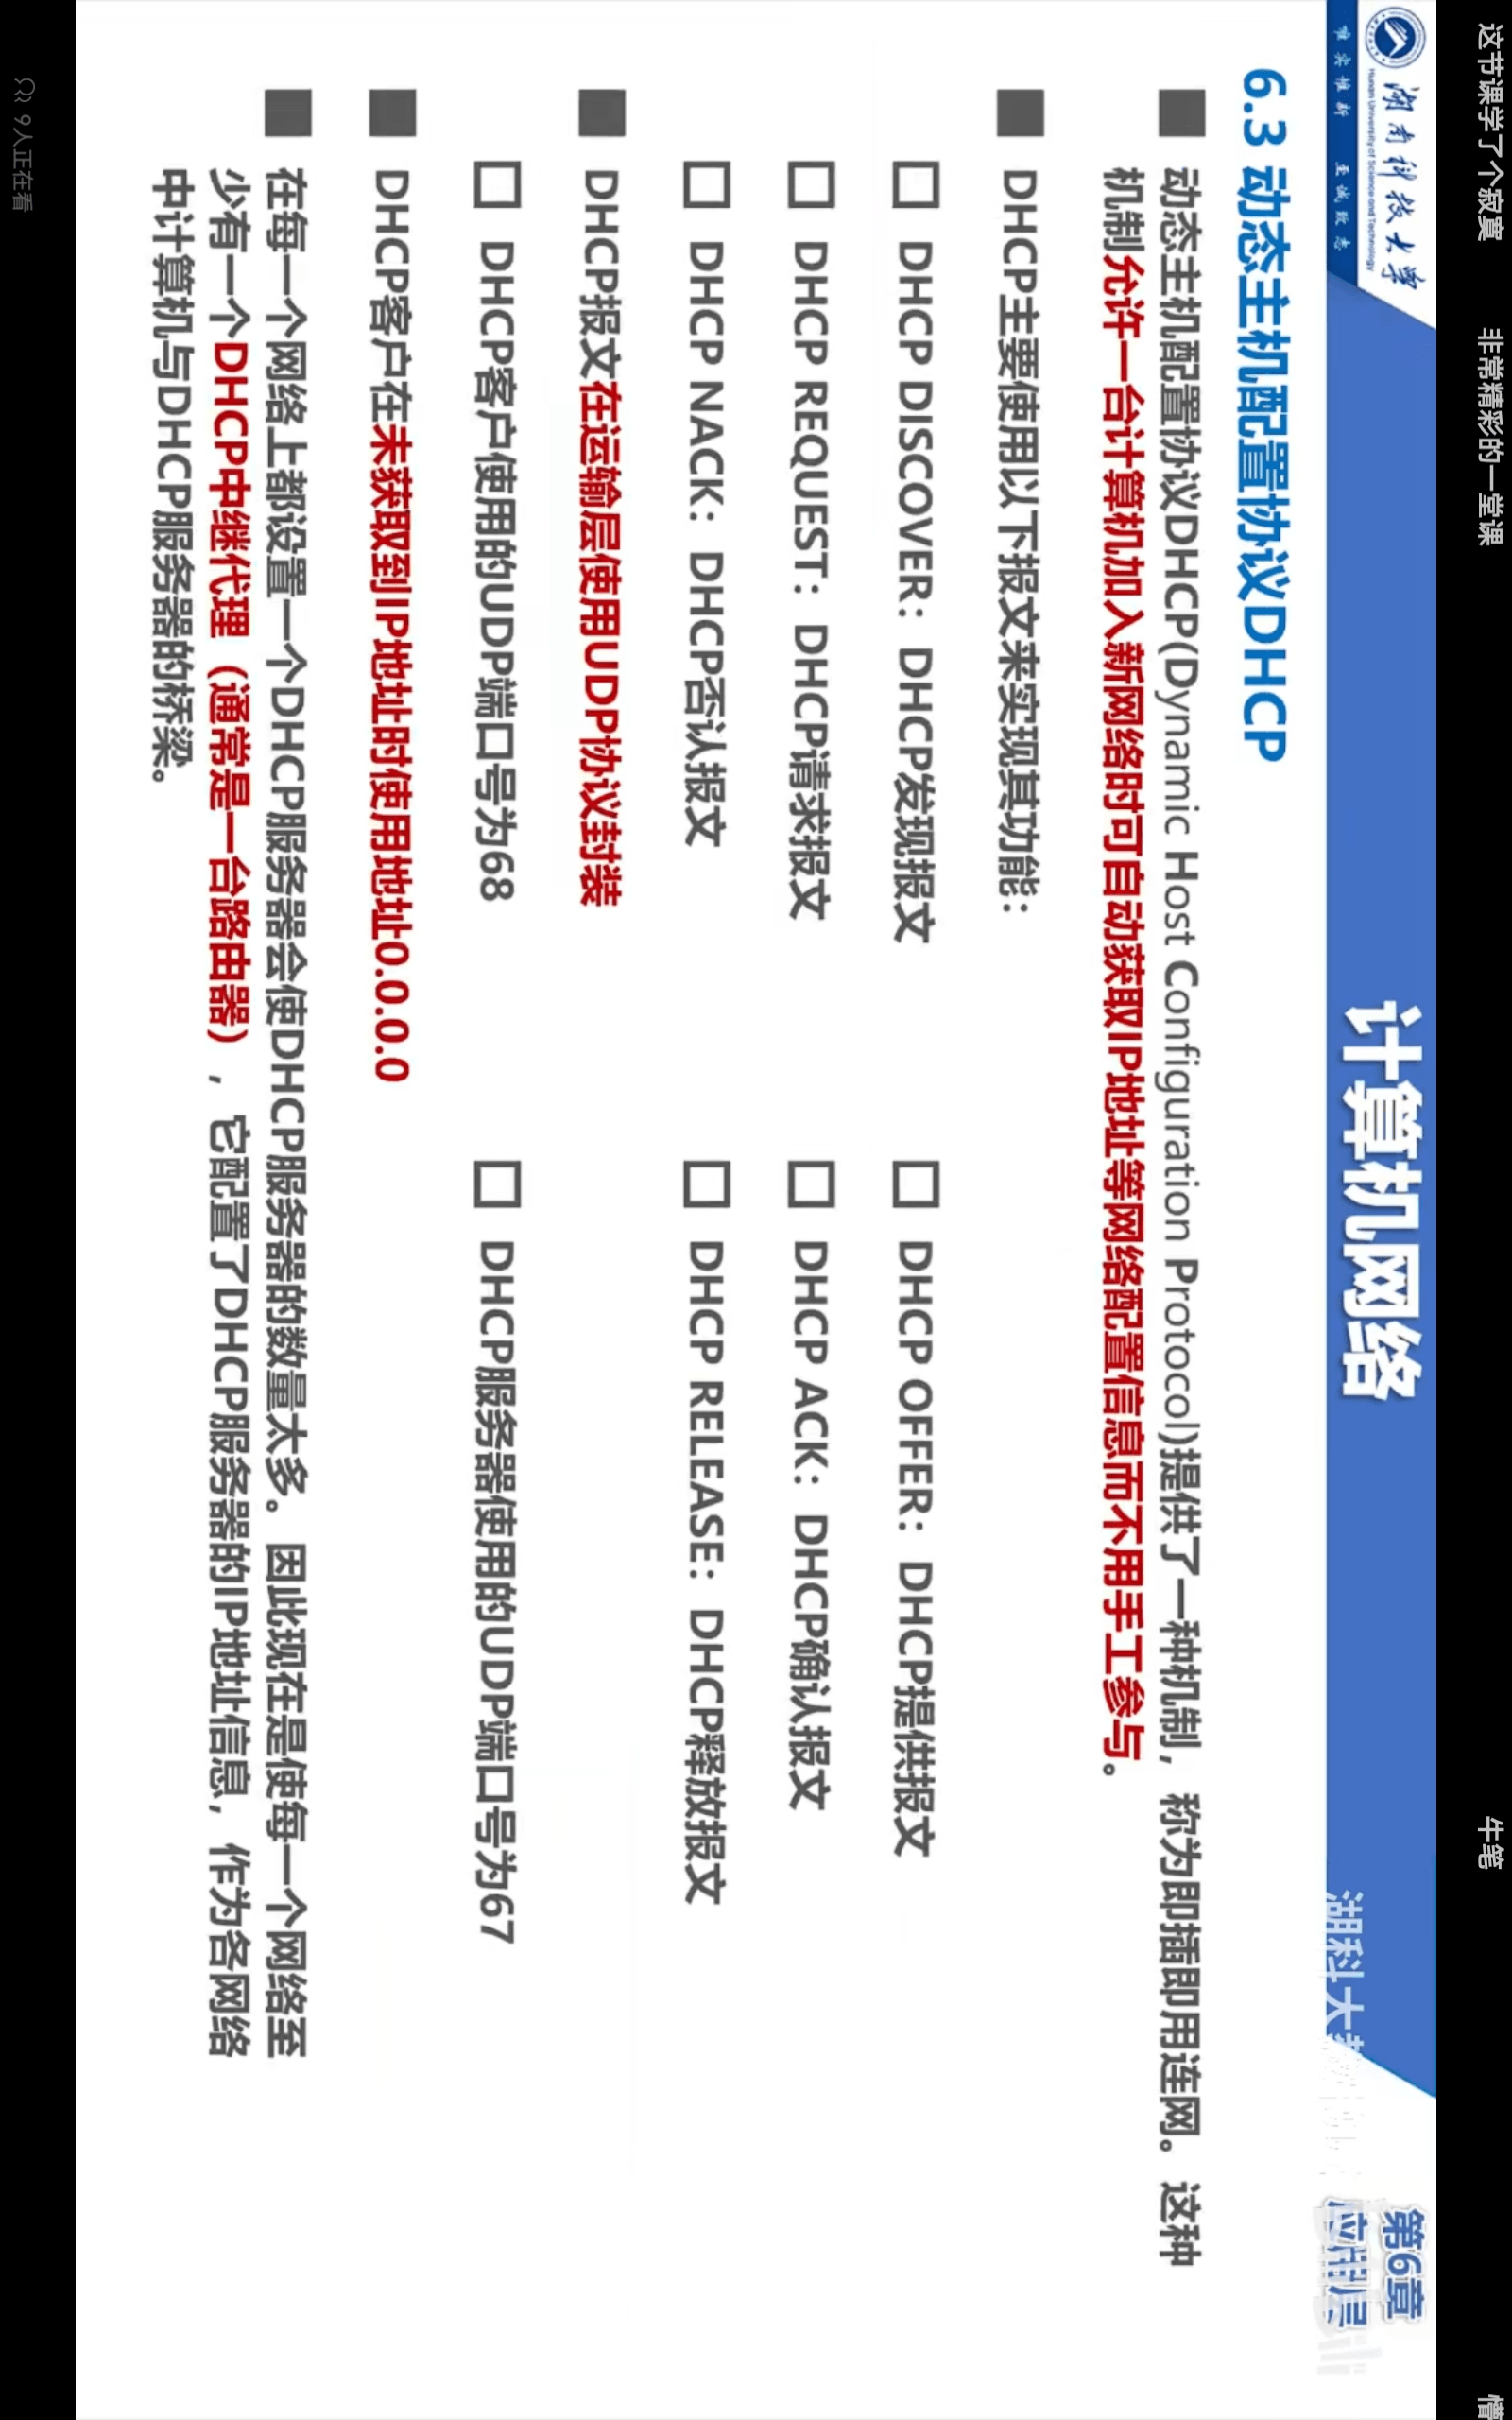 这节课学了个寂寞 非常精彩的一堂课 牛笔
湖南科技大学
Hunan University of Science and Technology
唯实惟新 至诚致志
计算机网络
第6章
应用层
湖科大
6.3 动态主机配置协议DHCP
动态主机配置协议DHCP(Dynamic Host Configuration Protocol)提供了一种机制，称为即插即用连网。这种
机制允许一台计算机加入新网络时可自动获取IP地址等网络配置信息而不用手工参与。
DHCP主要使用以下报文来实现其功能：
DHCP DISCOVER：DHCP发现报文 DHCP OFFER：DHCP提供报文
DHCP REQUEST：DHCP请求报文 DHCP ACK：DHCP确认报文
DHCP NACK：DHCP否认报文 DHCP RELEASE：DHCP释放报文
DHCP报文在运输层使用UDP协议封装
DHCP客户使用的UDP端口号为68 DHCP服务器使用的UDP端口号为67
DHCP客户在未获取到IP地址时使用地址0.0.0.0
在每一个网络上都设置一个DHCP服务器会使DHCP服务器的数量太多。因此现在是使每一个网络至
少有一个DHCP中继代理（通常是一台路由器），它配置了DHCP服务器的IP地址信息，作为各网络
中计算机与DHCP服务器的桥梁。
9人正在看